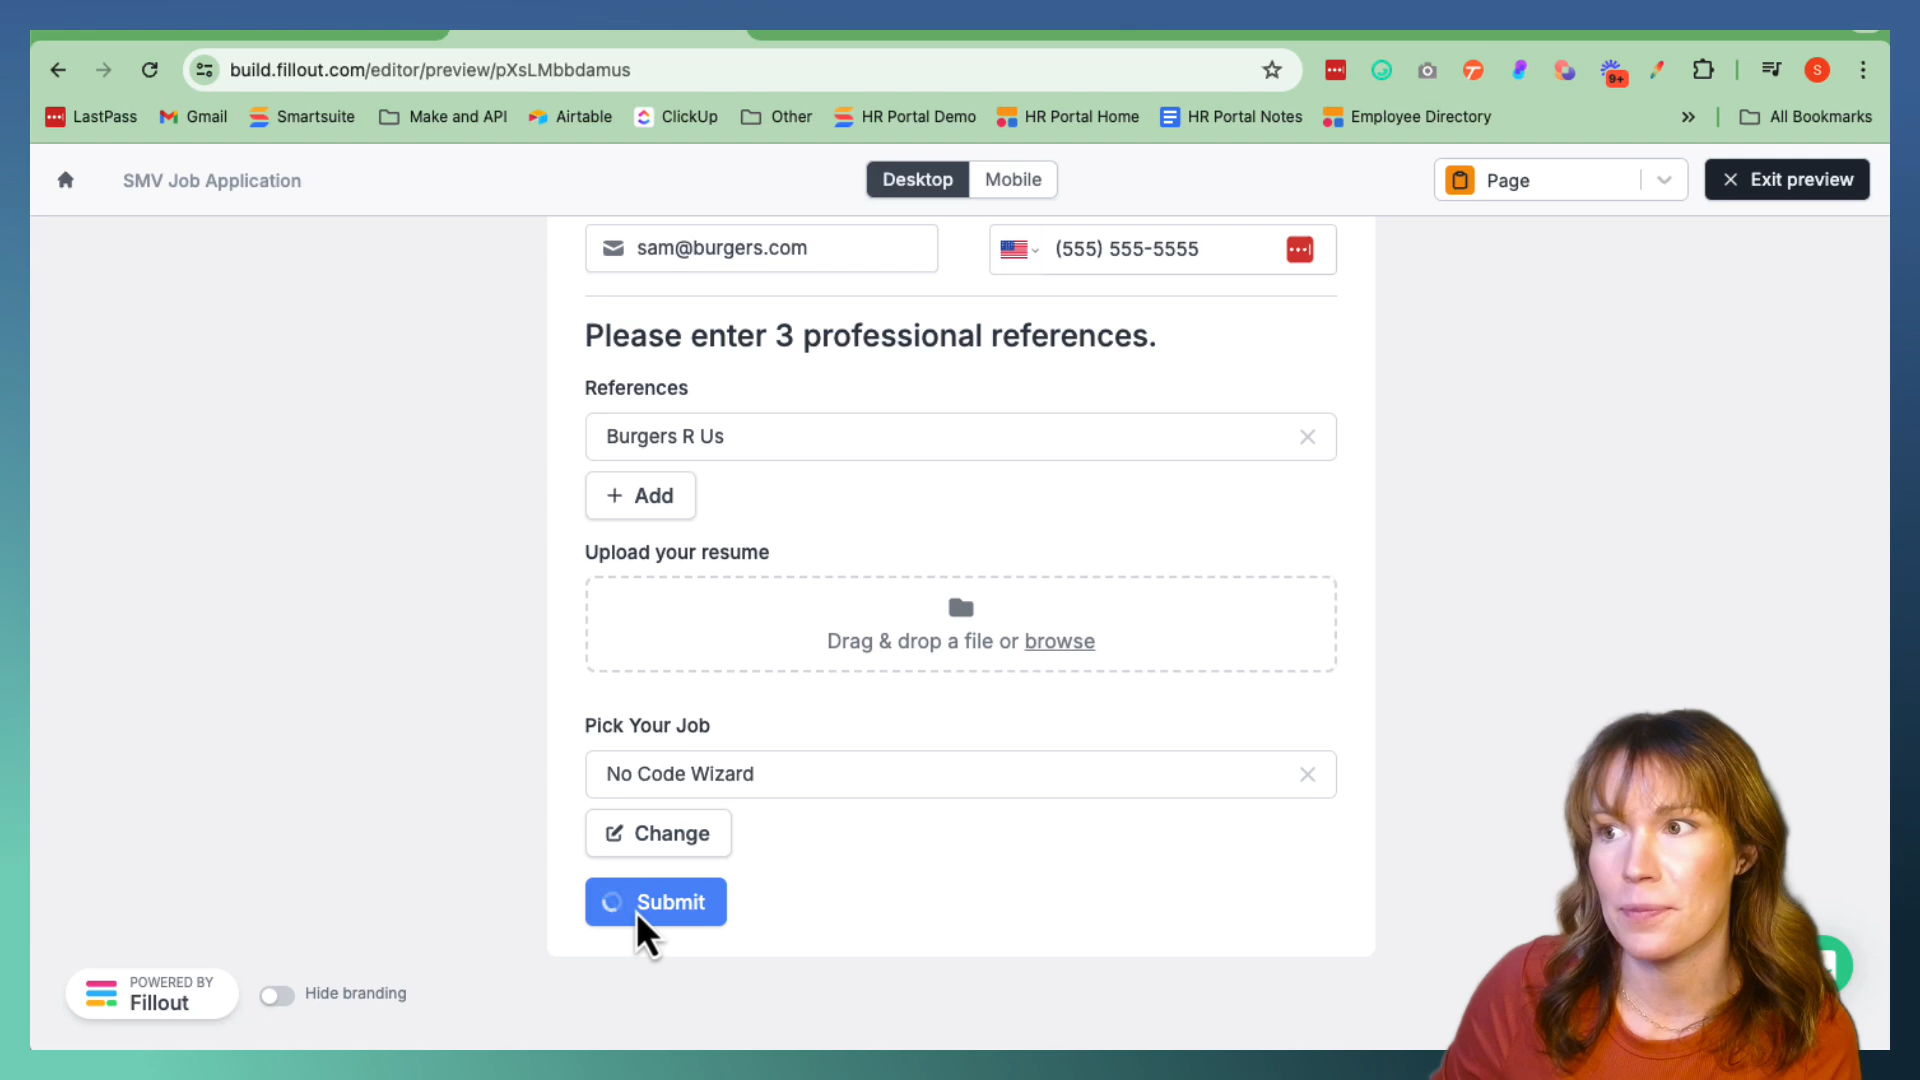 build.fillout.com/editor/preview/pXsLMbbdamus
9+
S
LastPass Gmail Smartsuite Make and API Airtable ClickUp Other HR Portal Demo HR Portal Home HR Portal Notes Employee Directory » All Bookmarks
SMV Job Application Desktop Mobile Page Exit preview
sam@burgers.com (555) 555-5555
Please enter 3 professional references.
References
Burgers R Us
+ Add
Upload your resume
Drag & drop a file or browse
Pick Your Job
No Code Wizard
Change
Submit
POWERED BY
Fillout
Hide branding